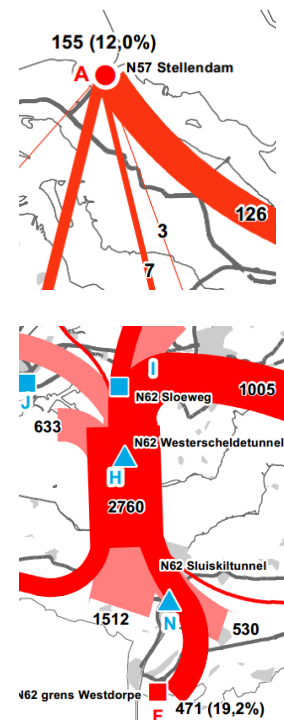 155 (12,0%)
A N57 Stellendam
126
3
7
I
1005
J
N62 Sloeweg
633
N62 Westerscheldetunnel
H
2760
N62 Sluiskiltunnel
1512
N
530
N62 grens Westdorpe
471 (19,2%)